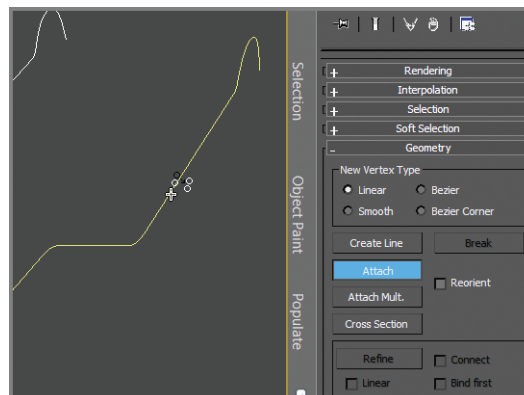 Selection
Object Paint
Populate
+ Rendering
+ Interpolation
+ Selection
+ Soft Selection
- Geometry
New Vertex Type
Linear Bezier
Smooth Bezier Corner
Create Line Break
Attach
Reorient
Attach Mult.
Cross Section
Refine Connect
Linear Bind first